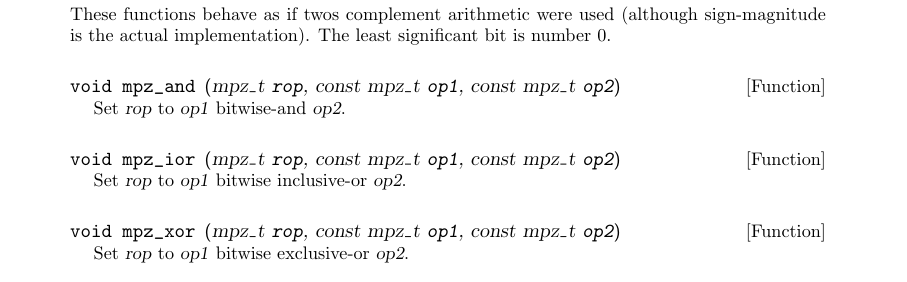 These functions behave as if twos complement arithmetic were used (although sign-magnitude
is the actual implementation). The least significant bit is number 0.
void mpz_and (mpz_t rop, const mpz_t op1, const mpz_t op2) [Function]
Set rop to op1 bitwise-and op2.
void mpz_ior (mpz_t rop, const mpz_t op1, const mpz_t op2) [Function]
Set rop to op1 bitwise inclusive-or op2.
void mpz_xor (mpz_t rop, const mpz_t op1, const mpz_t op2) [Function]
Set rop to op1 bitwise exclusive-or op2.